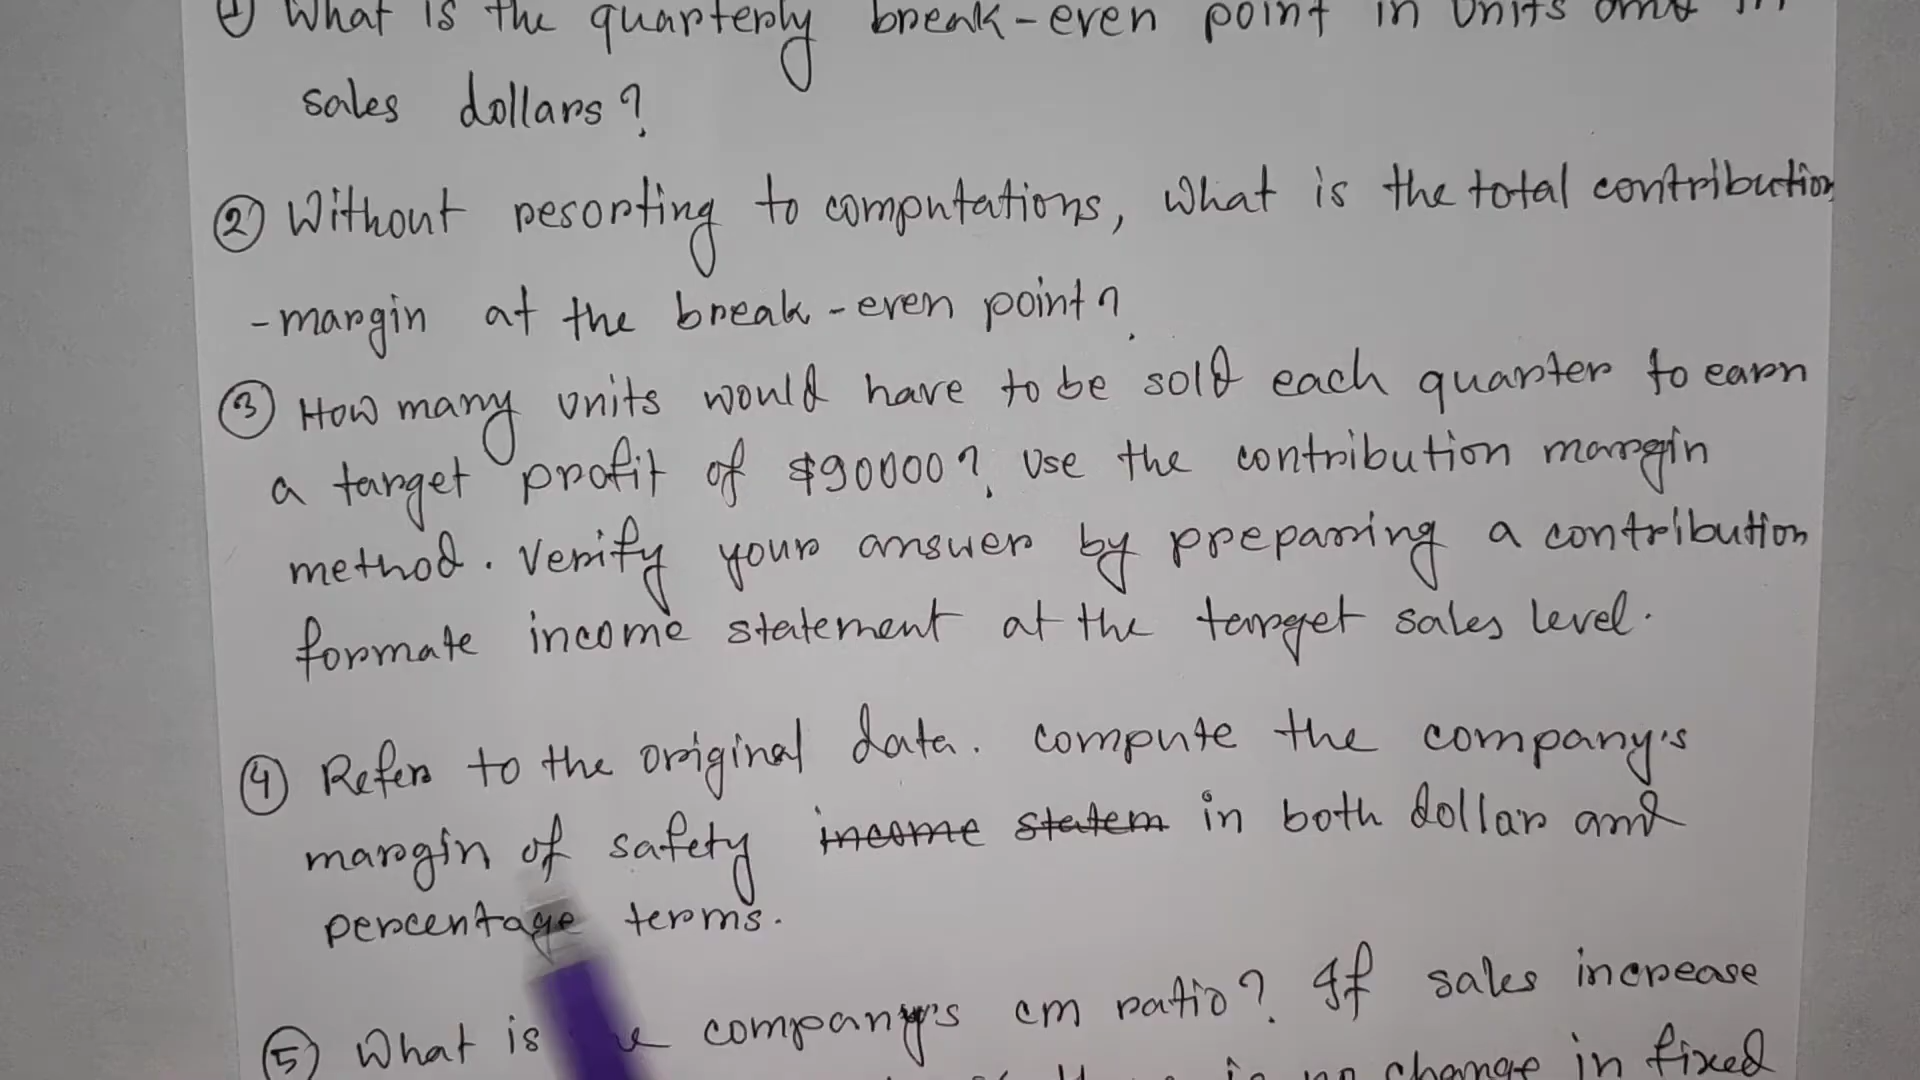 ① What is the quarterly break-even point in units and in
sales dollars?
② Without resorting to computations, what is the total contribution
-margin at the break-even point?
③ How many units would have to be sold each quarter to earn
a target profit of $90000? Use the contribution margin
method. Verify your answer by preparing a contribution
formate income statement at the target sales level.
④ Refer to the original data. compute the company's
margin of safety income statem in both dollar and
percentage terms.
⑤ What is company's cm ratio? If sales increase
is no change in fixed